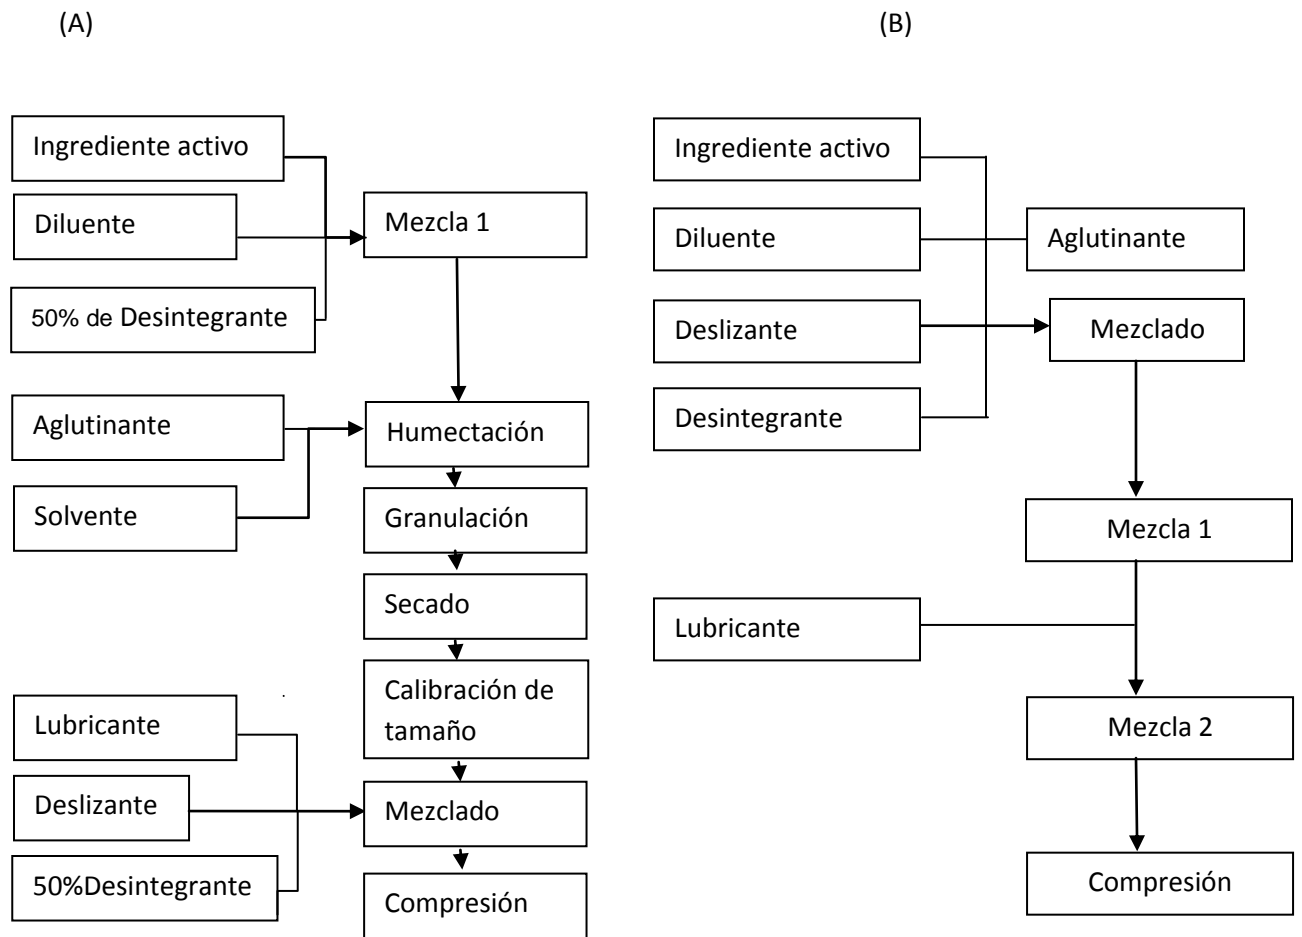 (A)
Ingrediente activo
Diluente
50% de Desintegrante
Mezcla 1
Aglutinante
Solvente
Humectación
Granulación
Secado
Calibración de
tamaño
Lubricante
Deslizante
50%Desintegrante
Mezclado
Compresión
(B)
Ingrediente activo
Diluente
Deslizante
Desintegrante
Aglutinante
Mezclado
Mezcla 1
Lubricante
Mezcla 2
Compresión